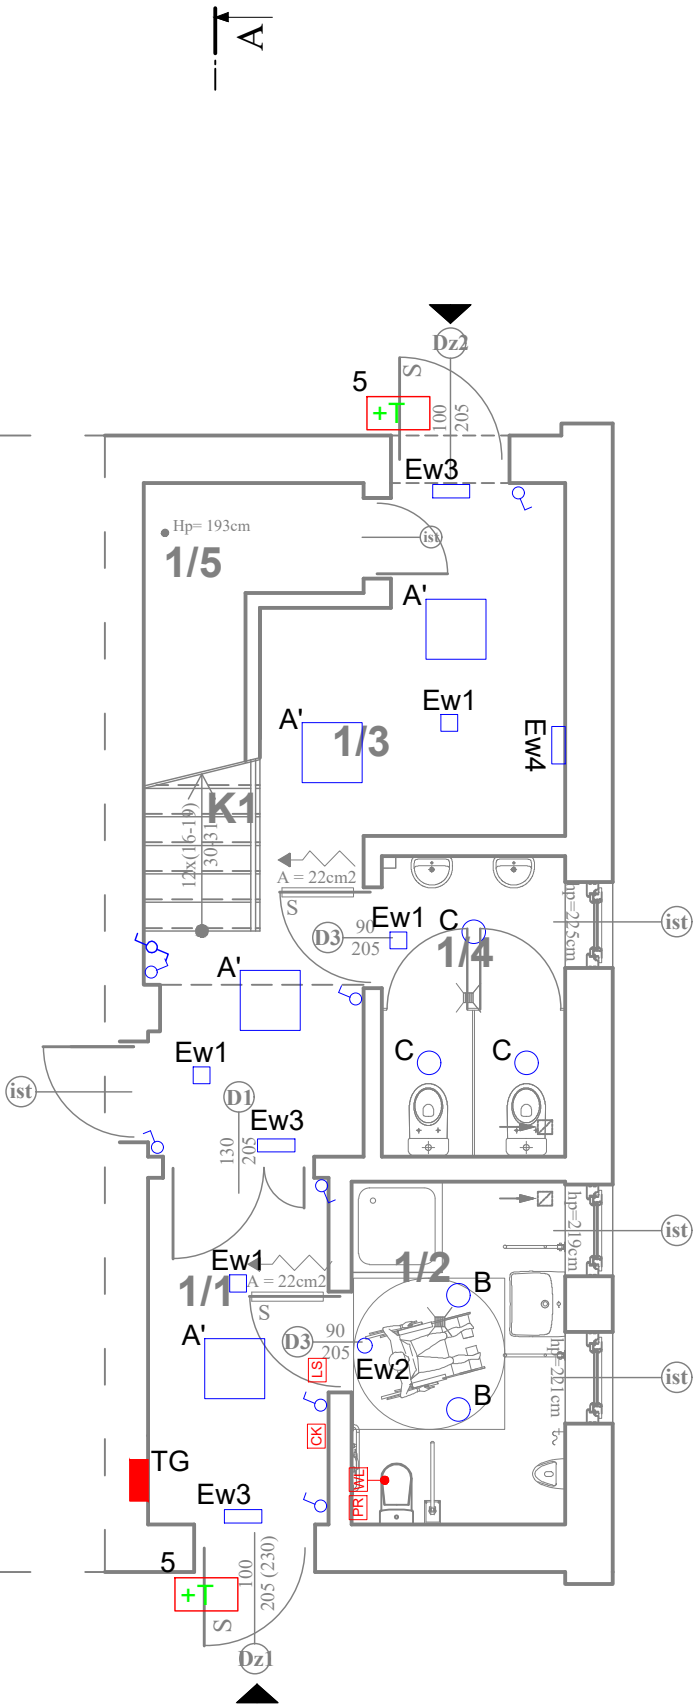 A
Dz2
S
5
+T
100
205
Ew3
Hp= 193cm
1/5
ist
A'
Ew1
A'
1/3
Ew4
K1
12x(16-19)
30-31
A = 22cm2
S
D3
90
205
Ew1
C
1/4
hp=225cm
ist
A'
C
C
Ew1
ist
D1
Ew3
130
205
hp=219cm
ist
Ew1
1/1
A = 22cm2
S
1/2
B
A'
D3
90
205
LS
Ew2
hp=221cm
ist
B
CK
TG
WL
PR
Ew3
5
+T
100
205 (230)
S
Dz1